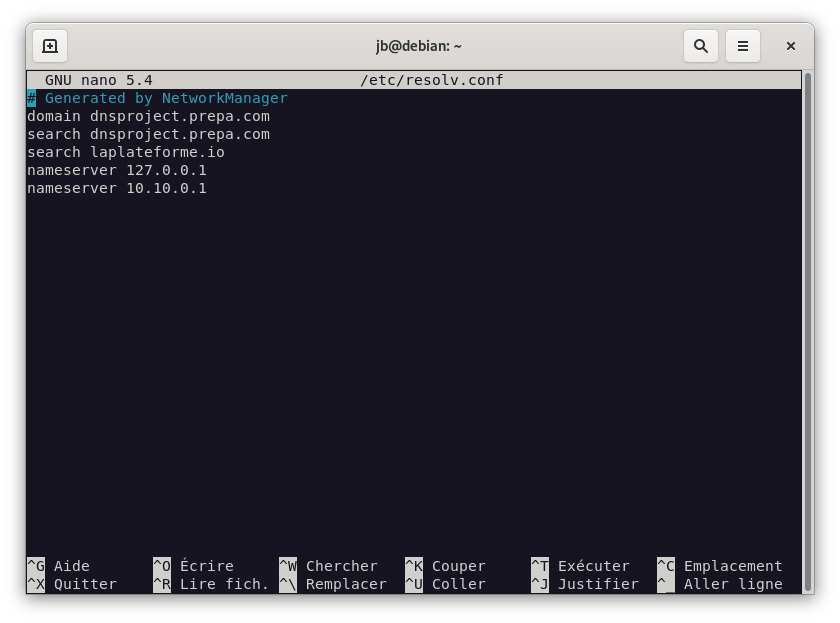 jb@debian: ~
GNU nano 5.4 /etc/resolv.conf
# Generated by NetworkManager
domain dnsproject.prepa.com
search dnsproject.prepa.com
search laplateforme.io
nameserver 127.0.0.1
nameserver 10.10.0.1
^G Aide ^O Écrire ^W Chercher ^K Couper ^T Exécuter ^C Emplacement
^X Quitter ^R Lire fich. ^\ Remplacer ^U Coller ^J Justifier ^_ Aller ligne